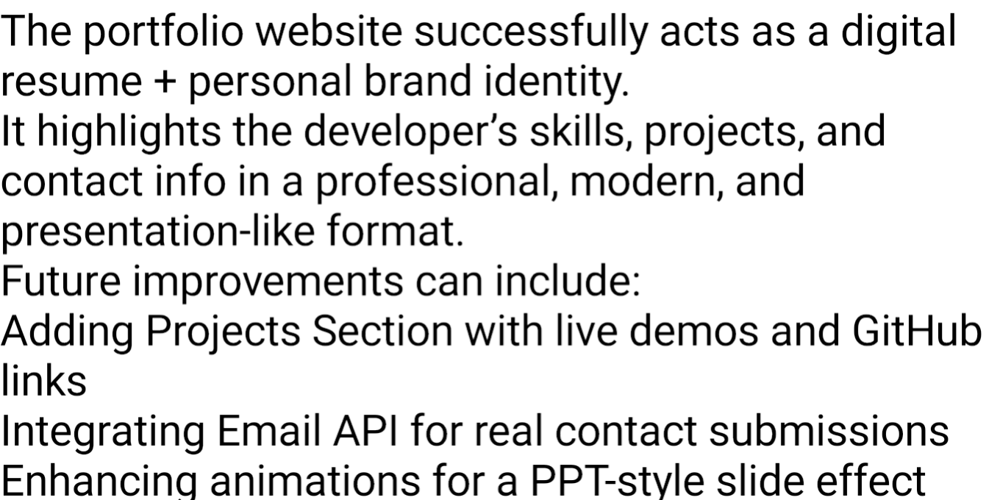 The portfolio website successfully acts as a digital
resume + personal brand identity.
It highlights the developer’s skills, projects, and
contact info in a professional, modern, and
presentation-like format.
Future improvements can include:
Adding Projects Section with live demos and GitHub
links
Integrating Email API for real contact submissions
Enhancing animations for a PPT-style slide effect